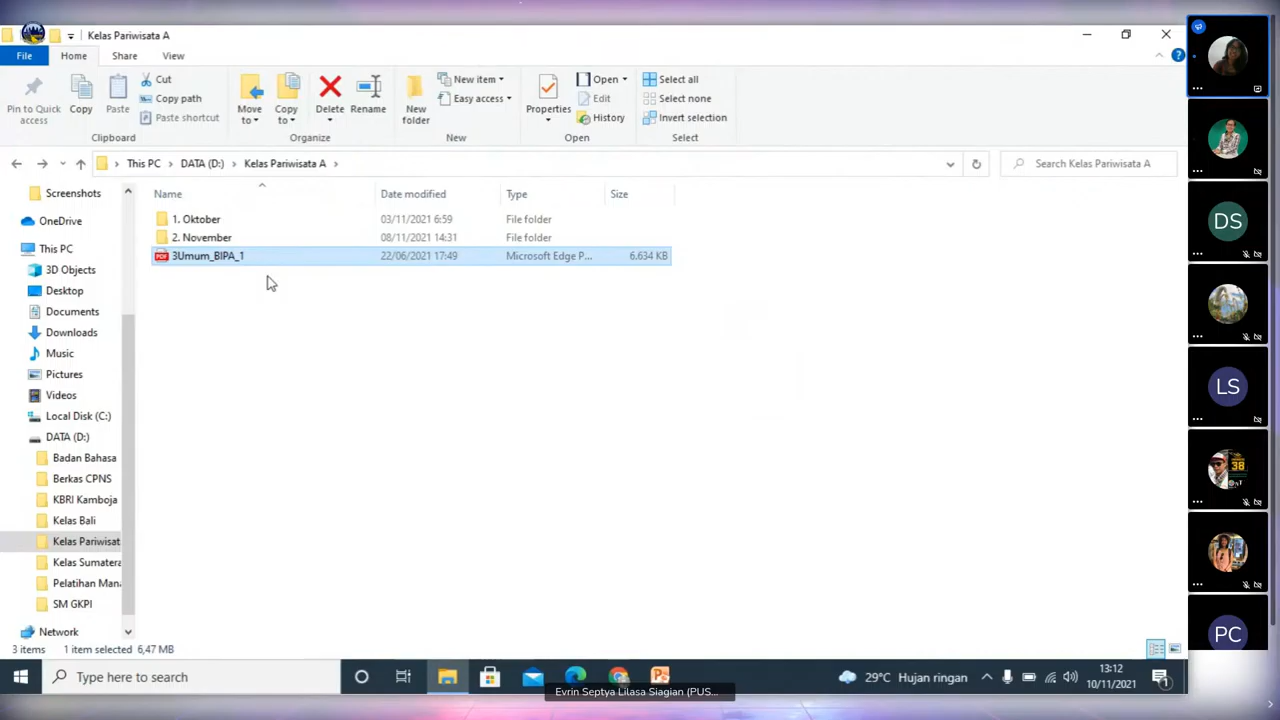 Kelas Pariwisata A
File Home Share View
Pin to Quick access
Copy
Paste
Cut
Copy path
Paste shortcut
Clipboard
Move to
Copy to
Delete
Rename
Organize
New folder
New item
Easy access
New
Properties
Open
Edit
History
Open
Select all
Select none
Invert selection
Select
This PC > DATA (D:) > Kelas Pariwisata A >
Search Kelas Pariwisata A
Name Date modified Type Size
1. Oktober 03/11/2021 6:59 File folder
2. November 08/11/2021 14:31 File folder
PDF 3Umum_BIPA_1 22/06/2021 17:49 Microsoft Edge P... 6.634 KB
Screenshots
OneDrive
This PC
3D Objects
Desktop
Documents
Downloads
Music
Pictures
Videos
Local Disk (C:)
DATA (D:)
Badan Bahasa
Berkas CPNS
KBRI Kamboja
Kelas Bali
Kelas Pariwisat
Kelas Sumatera
Pelatihan Mana
SM GKPI
Network
3 items 1 item selected 6,47 MB
Type here to search
29°C Hujan ringan
13:12
10/11/2021
1
Evrin Septya Lilasa Siagian (PUS...
DS
LS
38
PC